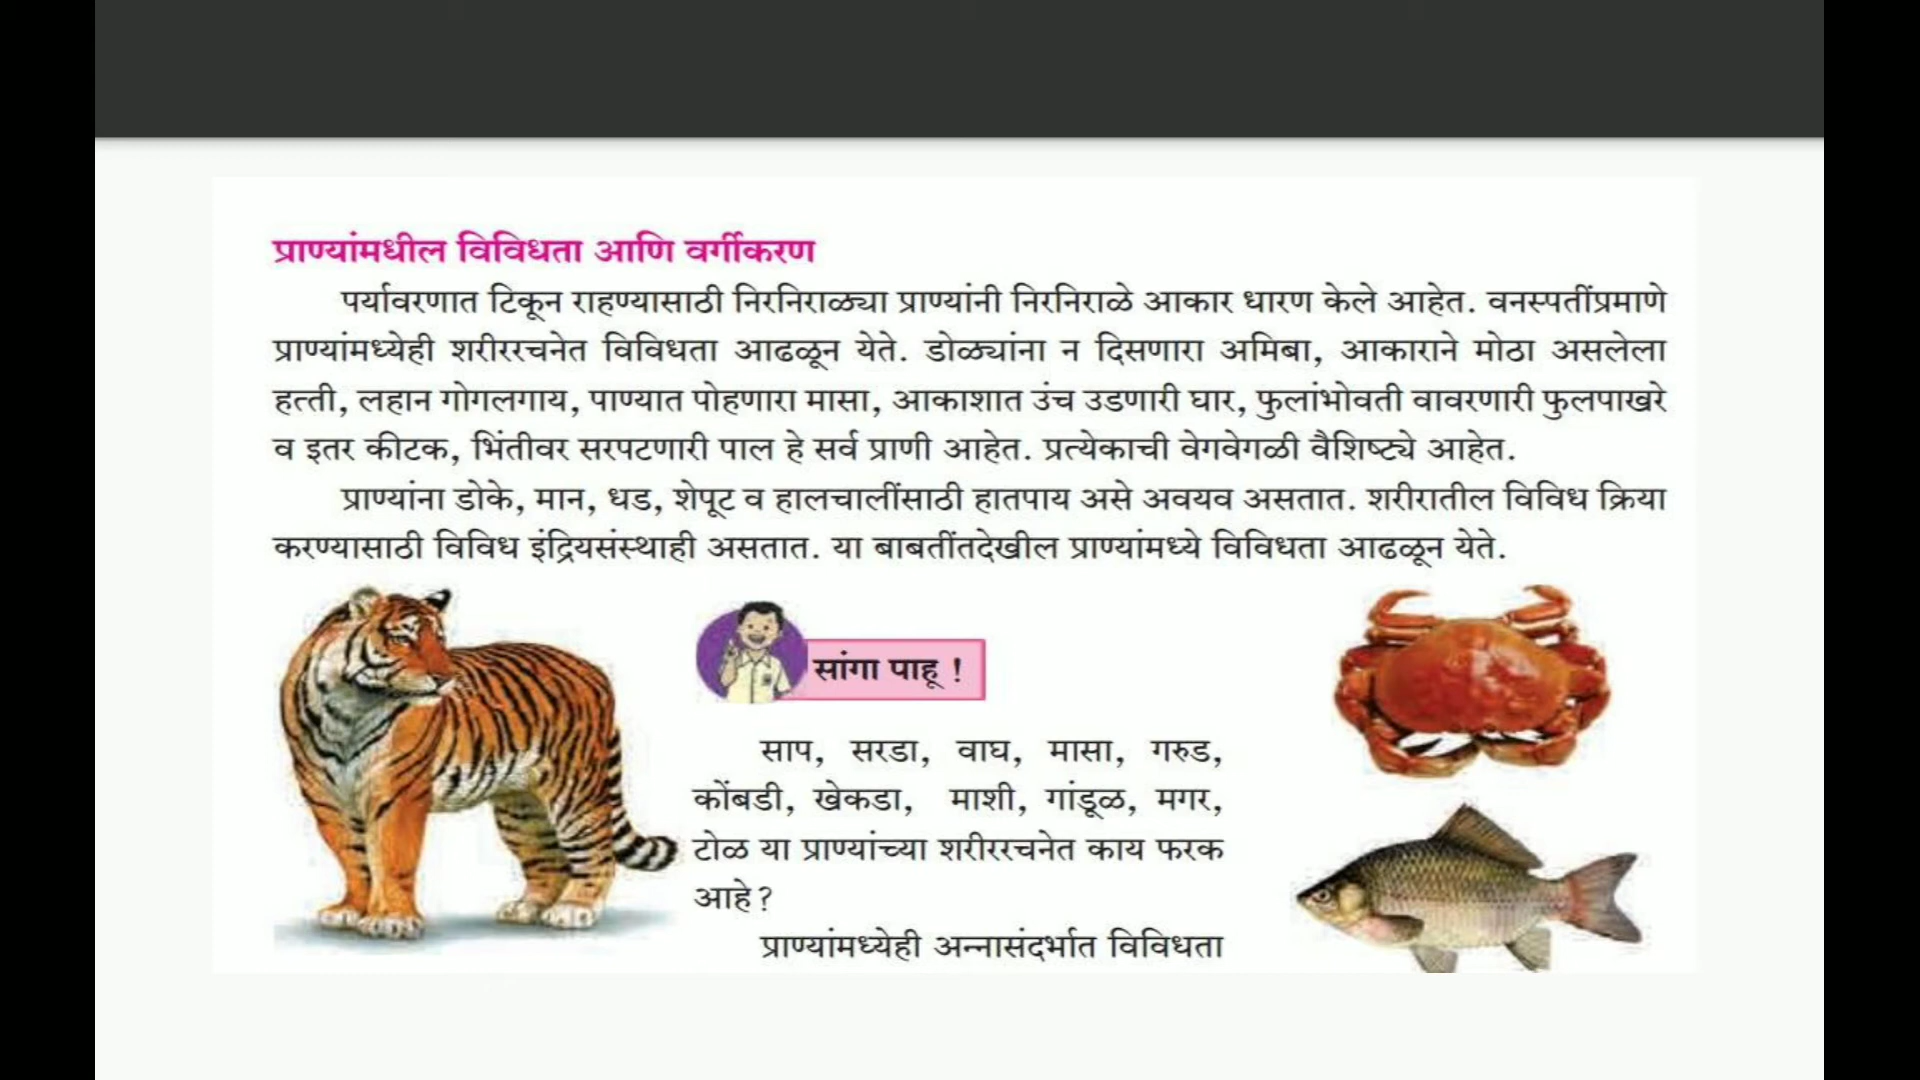 प्राण्यांमधील विविधता आणि वर्गीकरण
पर्यावरणात टिकून राहण्यासाठी निरनिराळ्या प्राण्यांनी निरनिराळे आकार धारण केले आहेत. वनस्पतींप्रमाणे
प्राण्यांमध्येही शरीररचनेत विविधता आढळून येते. डोळ्यांना न दिसणारा अमिबा, आकाराने मोठा असलेला
हत्ती, लहान गोगलगाय, पाण्यात पोहणारा मासा, आकाशात उंच उडणारी घार, फुलांभोवती वावरणारी फुलपाखरे
व इतर कीटक, भिंतीवर सरपटणारी पाल हे सर्व प्राणी आहेत. प्रत्येकाची वेगवेगळी वैशिष्ट्ये आहेत.
प्राण्यांना डोके, मान, धड, शेपूट व हालचालींसाठी हातपाय असे अवयव असतात. शरीरातील विविध क्रिया
करण्यासाठी विविध इंद्रियसंस्थाही असतात. या बाबतींतदेखील प्राण्यांमध्ये विविधता आढळून येते.
सांगा पाहू !
साप, सरडा, वाघ, मासा, गरुड,
कोंबडी, खेकडा, माशी, गांडूळ, मगर,
टोळ या प्राण्यांच्या शरीररचनेत काय फरक
आहे?
प्राण्यांमध्येही अन्नासंदर्भात विविधता